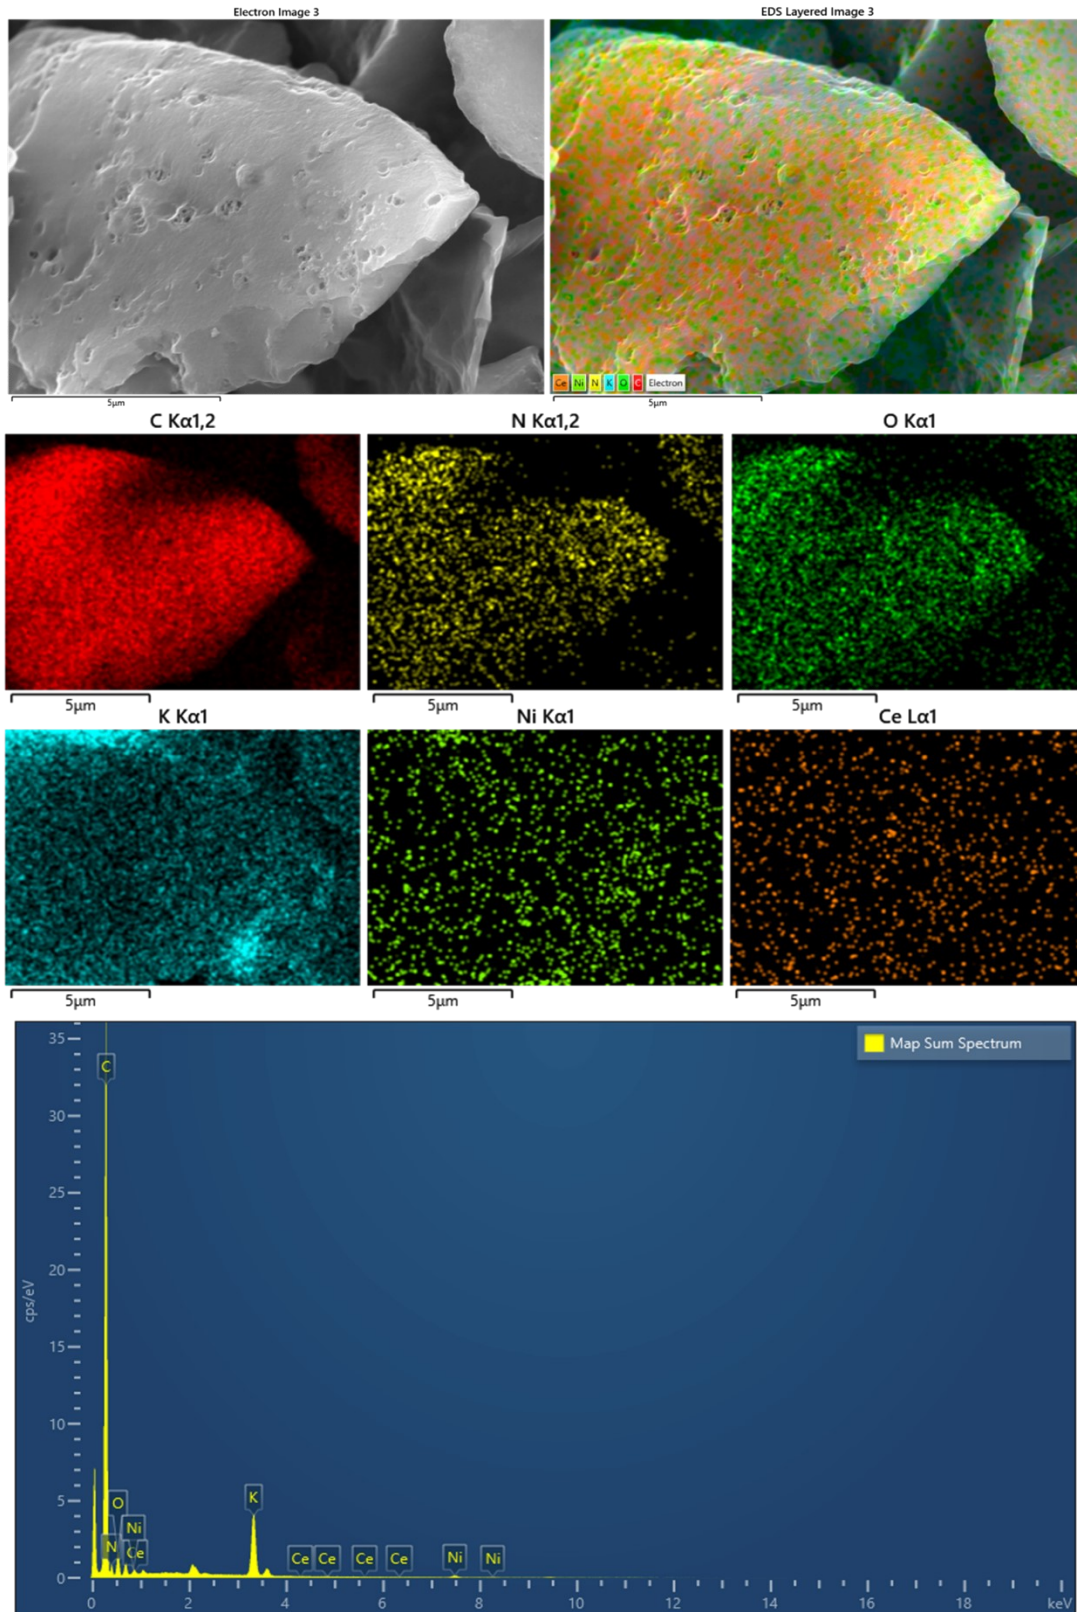 Electron Image 3
EDS Layered Image 3
Ce Ni N K O C Electron
5μm
5μm
C Kα1,2
N Kα1,2
O Kα1
5μm
5μm
5μm
K Kα1
Ni Kα1
Ce Lα1
5μm
5μm
5μm
Map Sum Spectrum
35
C
30
25
20
cps/eV
15
10
5
O
K
Ni
N
Ce
Ce
Ce
Ce
Ce
Ni
Ni
0
0
2
4
6
8
10
12
14
16
18
keV